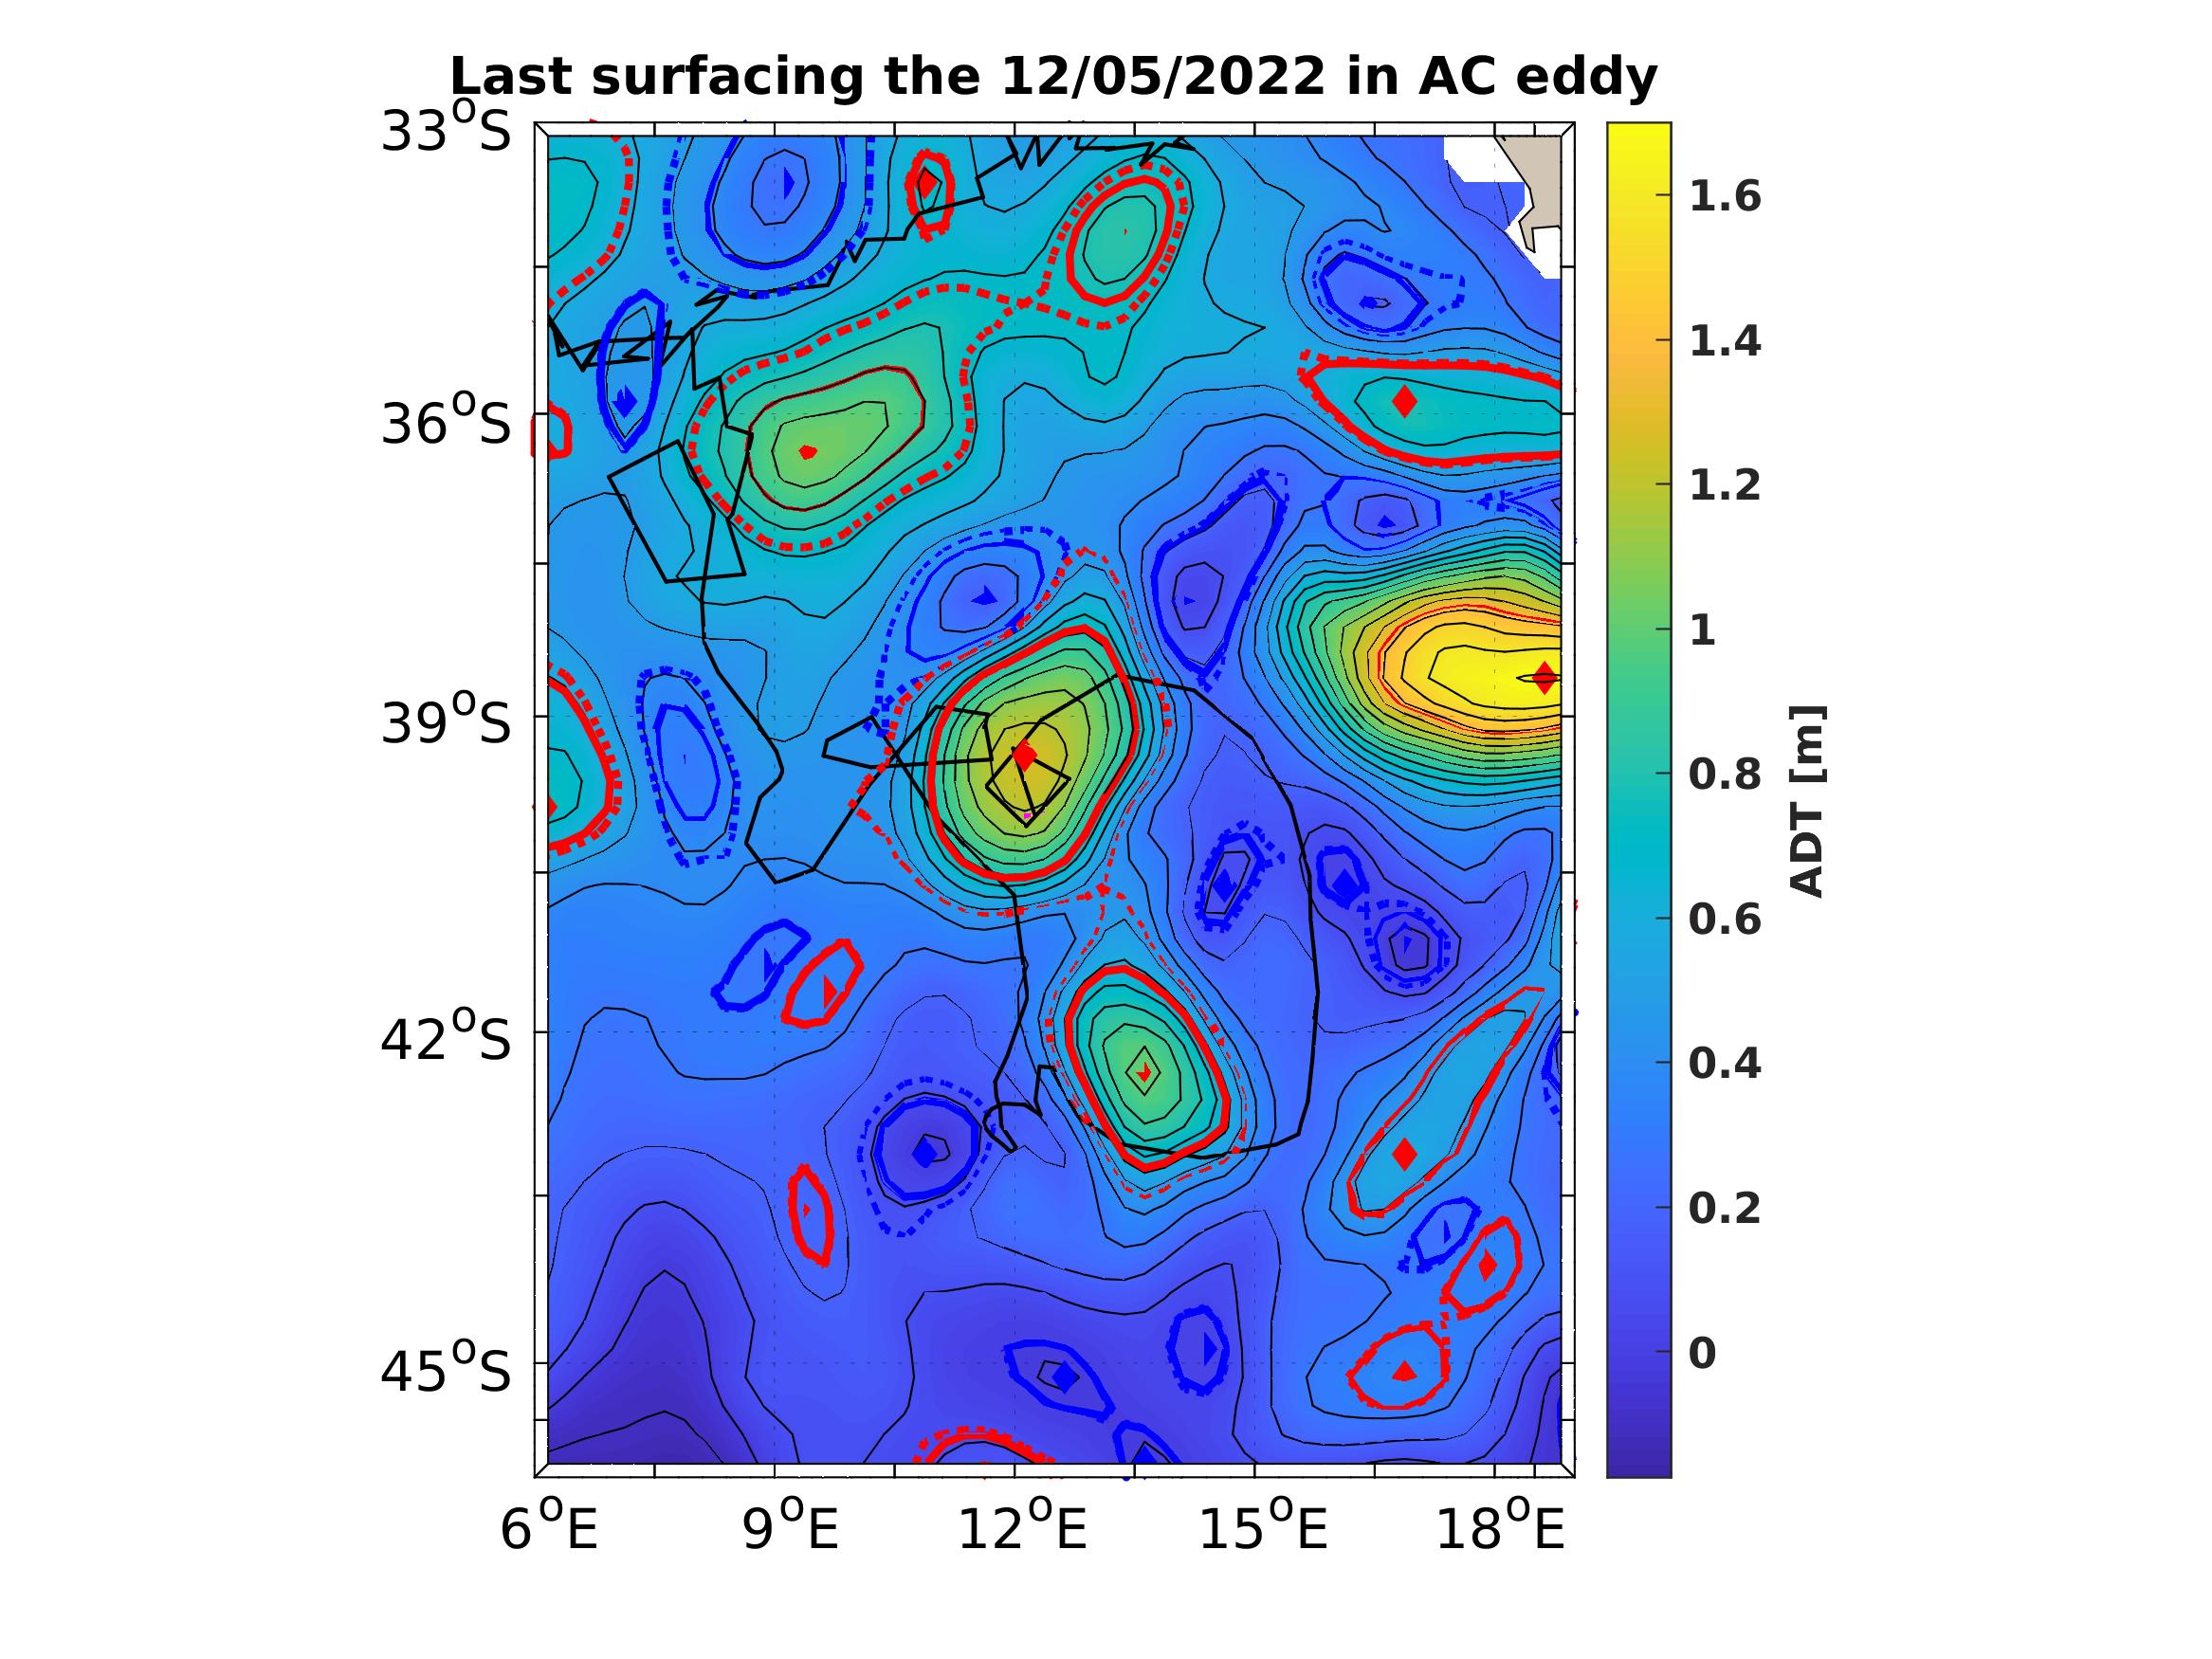 Last surfacing the 12/05/2022 in AC eddy
33°S
36°S
39°S
42°S
45°S
6°E 9°E 12°E 15°E 18°E
1.6
1.4
1.2
1
0.8
0.6
0.4
0.2
0
ADT [m]